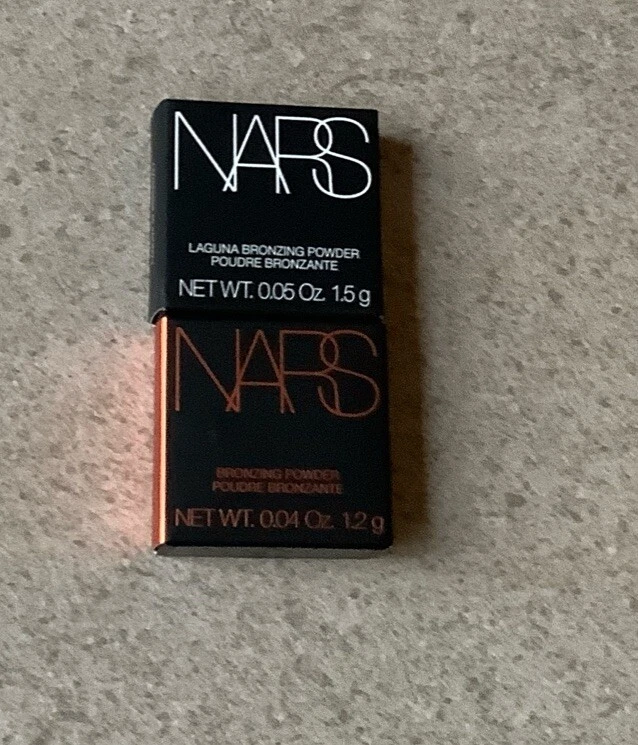 NARS
LAGUNA BRONZING POWDER
POUDRE BRONZANTE
NET WT. 0.05 Oz. 1.5 g
NARS
BRONZING POWDER
POUDRE BRONZANTE
NET WT. 0.04 Oz. 1.2 g